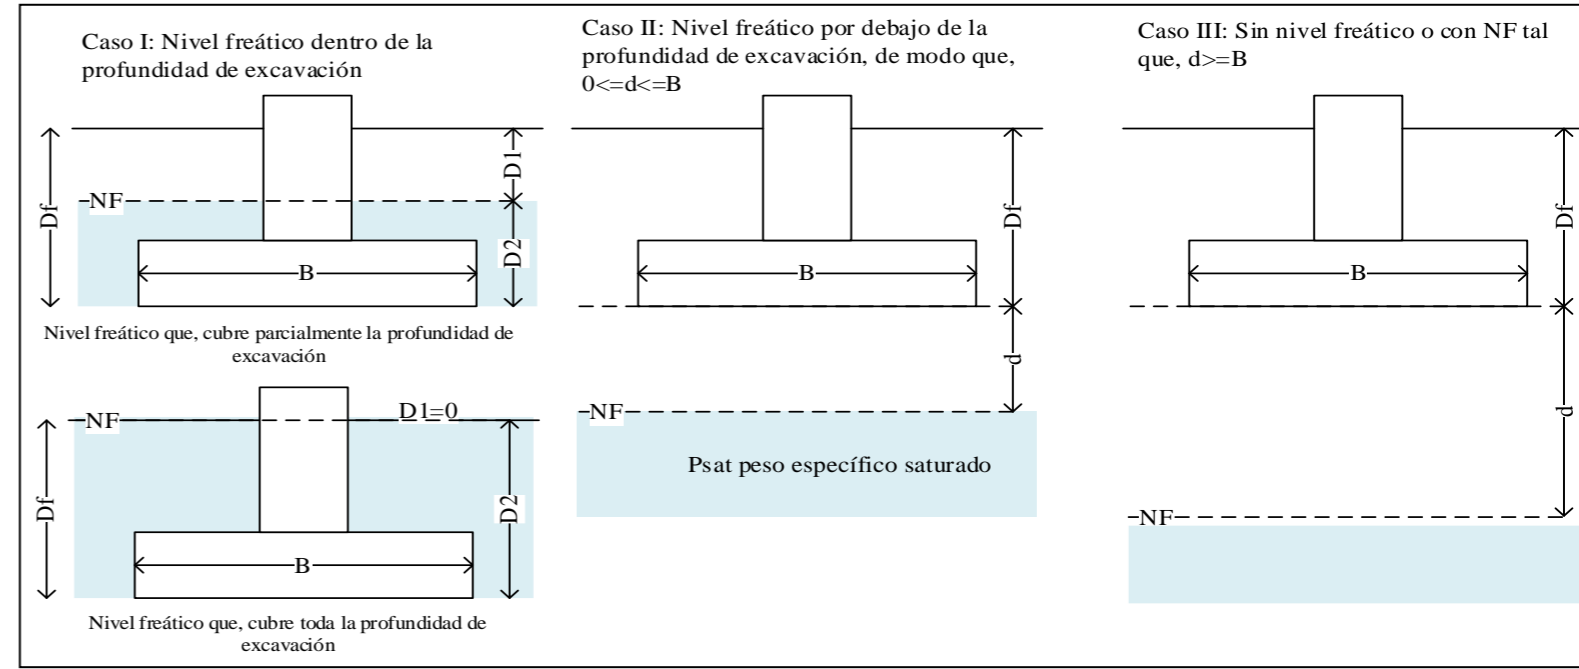 Caso I: Nivel freático dentro de la
profundidad de excavación
Df
NF
D1
D2
B
Nivel freático que, cubre parcialmente la profundidad de
excavación
NF
D1=0
Df
D2
B
Nivel freático que, cubre toda la profundidad de
excavación
Caso II: Nivel freático por debajo de la
profundidad de excavación, de modo que,
0<=d<=B
Df
B
d
NF
Psat peso específico saturado
Caso III: Sin nivel freático o con NF tal
que, d>=B
Df
B
d
NF